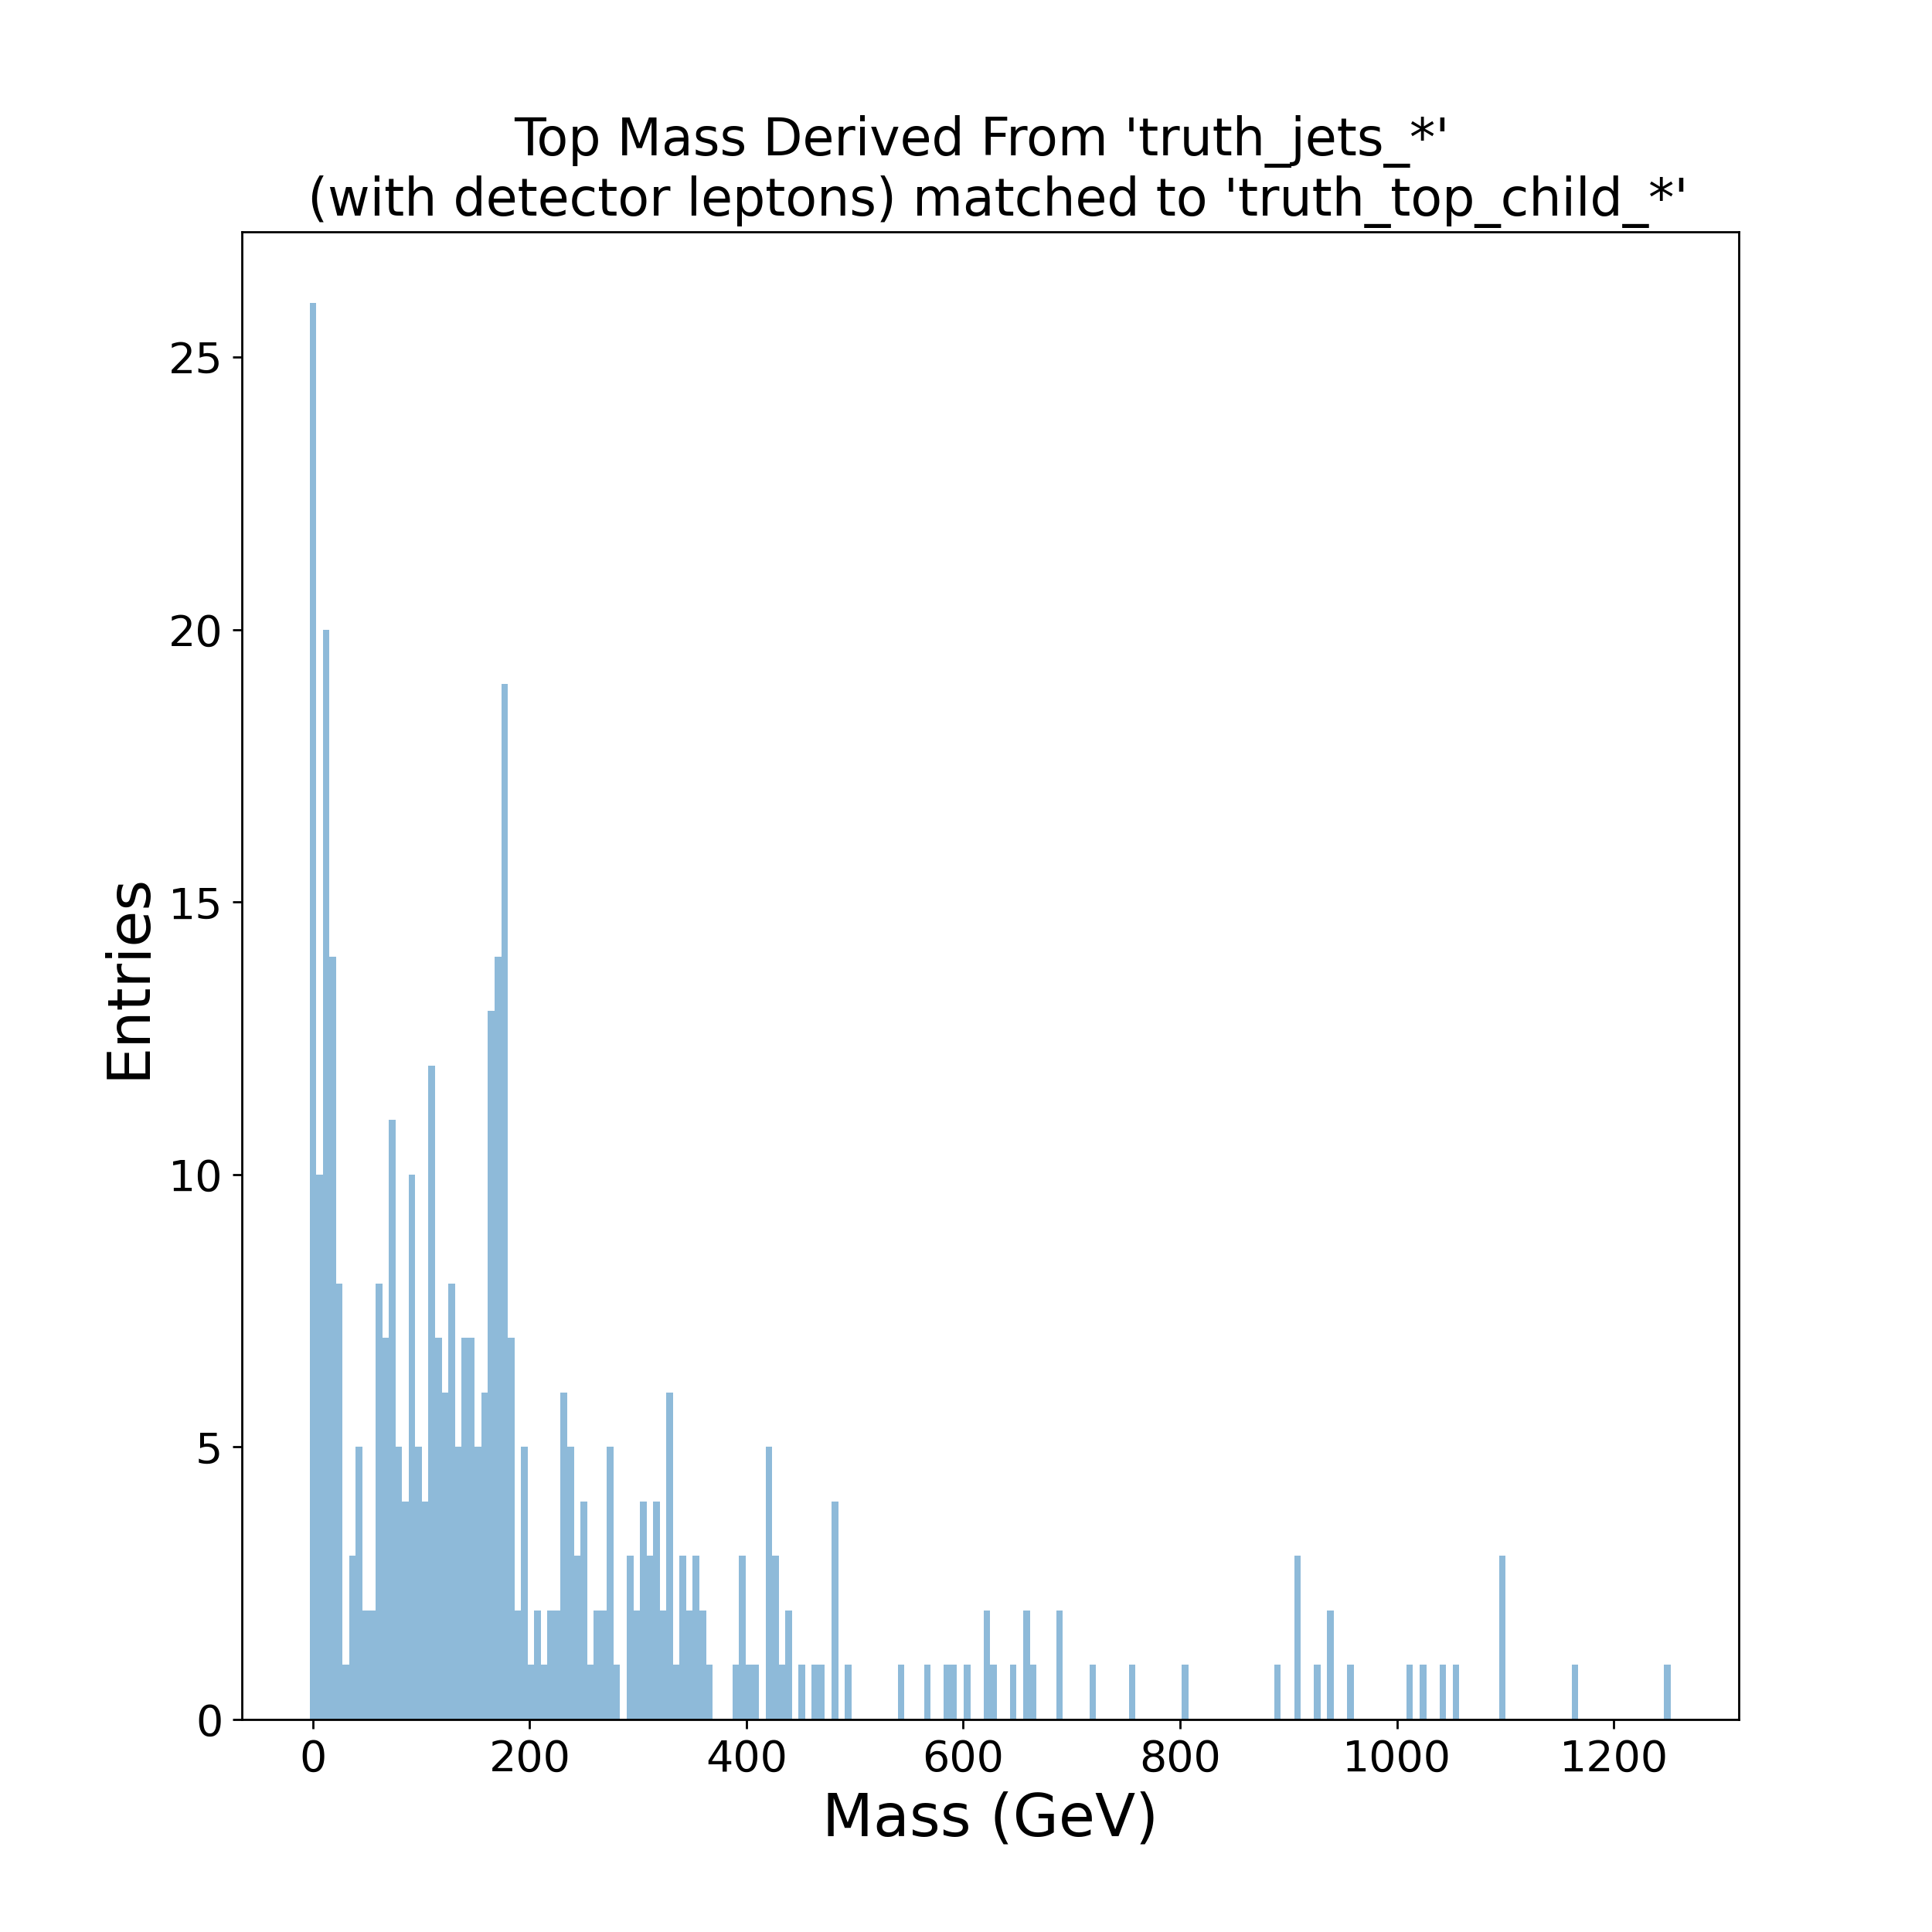 Top Mass Derived From 'truth_jets_*'
(with detector leptons) matched to 'truth_top_child_*'
25
20
15
10
5
0
Entries
0 200 400 600 800 1000 1200
Mass (GeV)